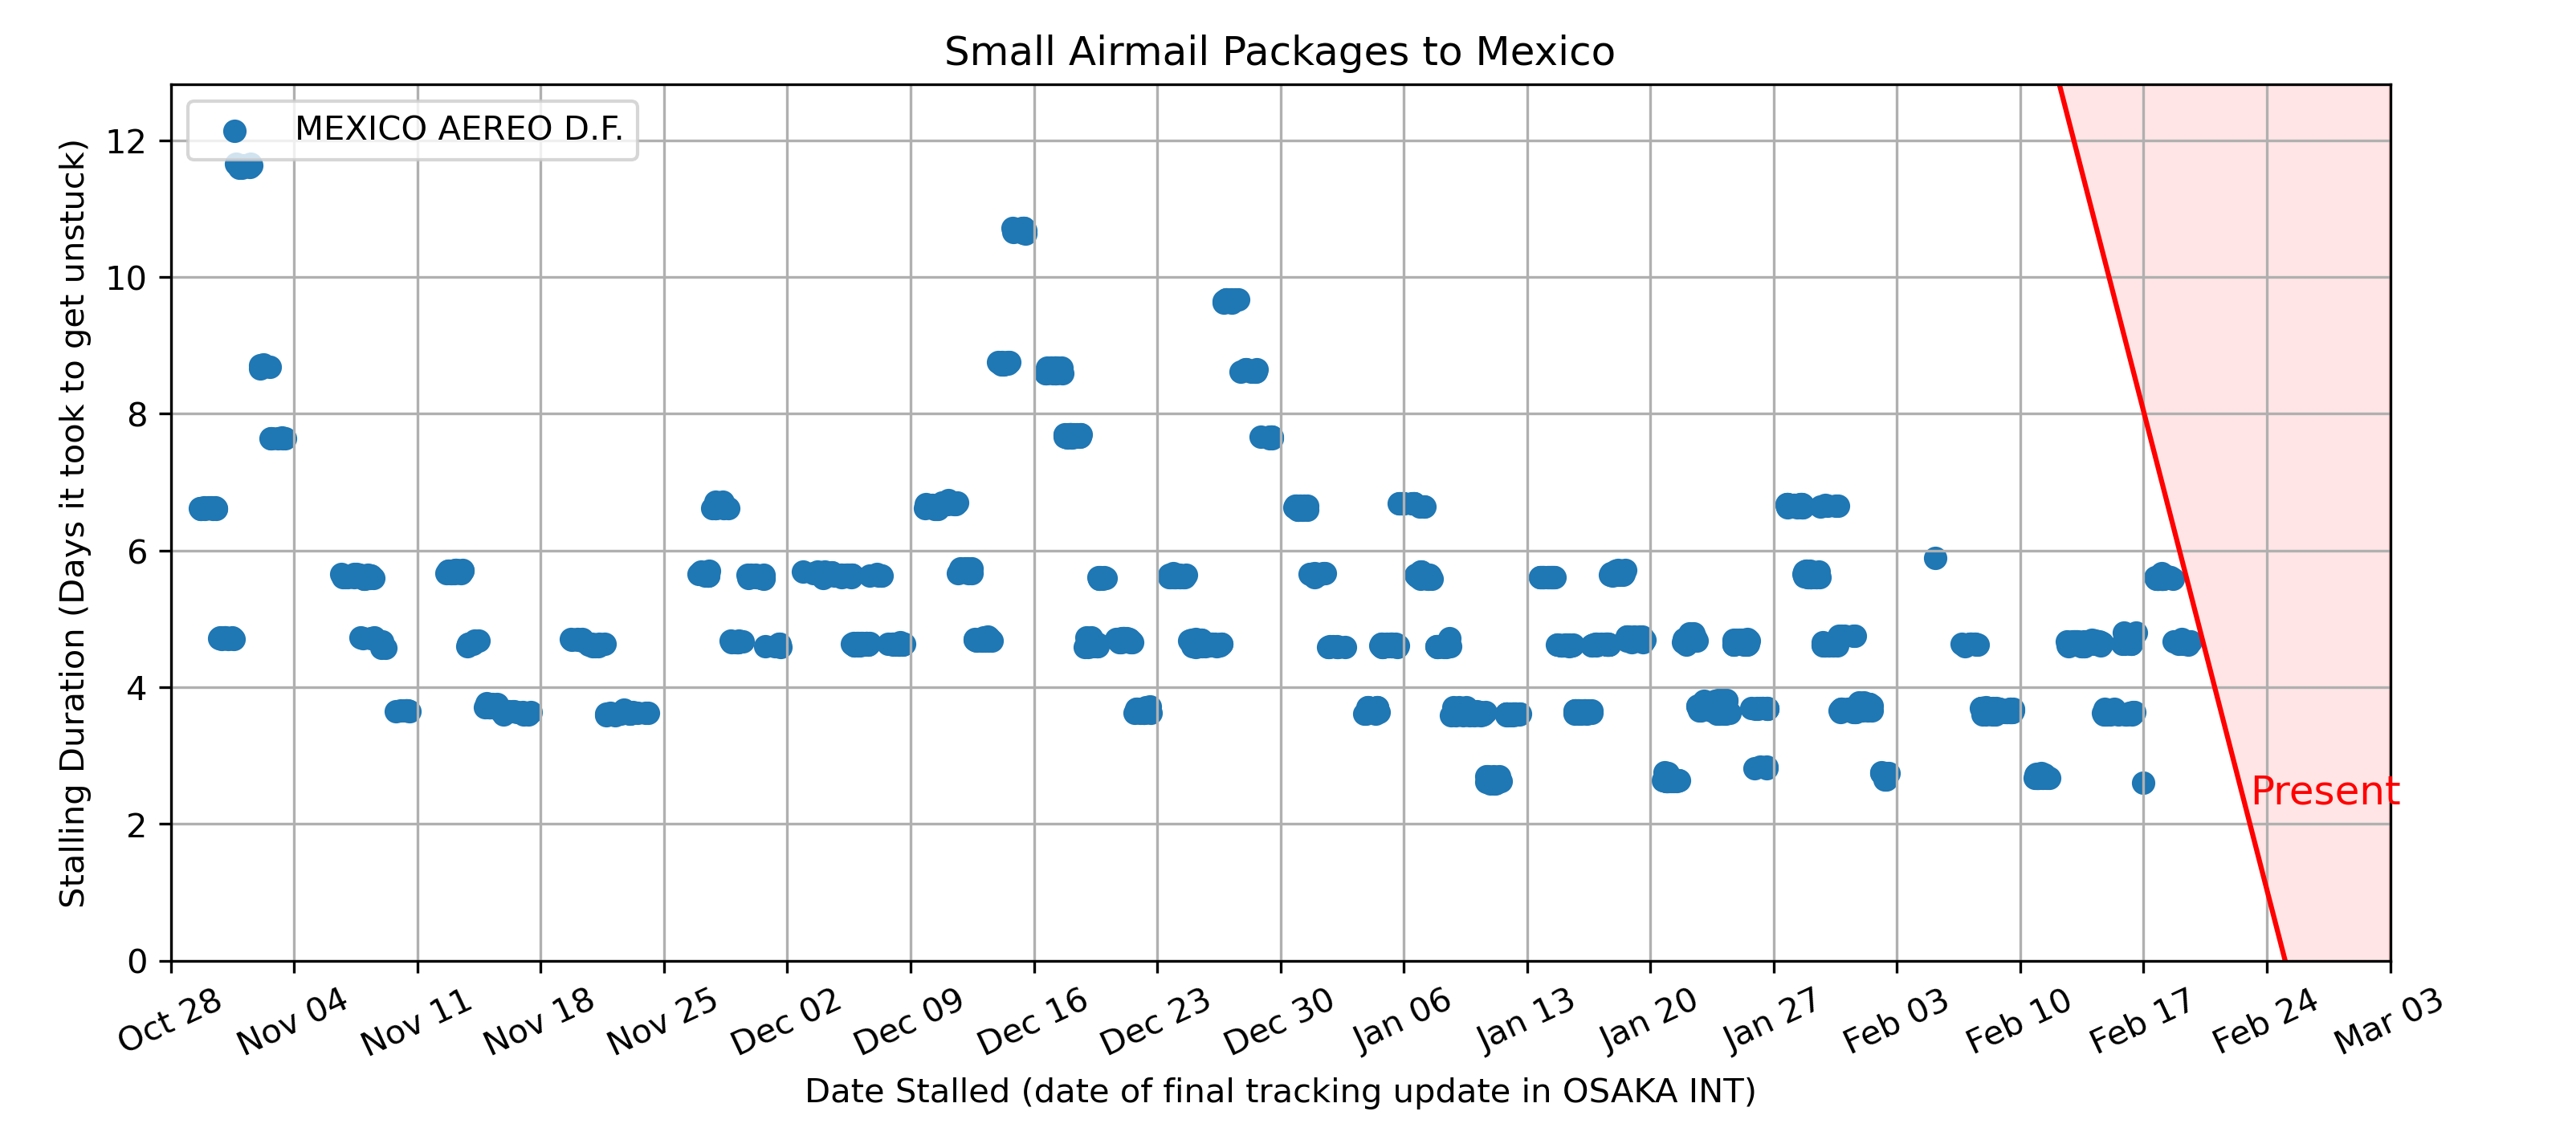 Small Airmail Packages to Mexico
MEXICO AEREO D.F.
Stalling Duration (Days it took to get unstuck)
12
10
8
6
4
2
0
Present
Oct 28
Nov 04
Nov 11
Nov 18
Nov 25
Dec 02
Dec 09
Dec 16
Dec 23
Dec 30
Jan 06
Jan 13
Jan 20
Jan 27
Feb 03
Feb 10
Feb 17
Feb 24
Mar 03
Date Stalled (date of final tracking update in OSAKA INT)